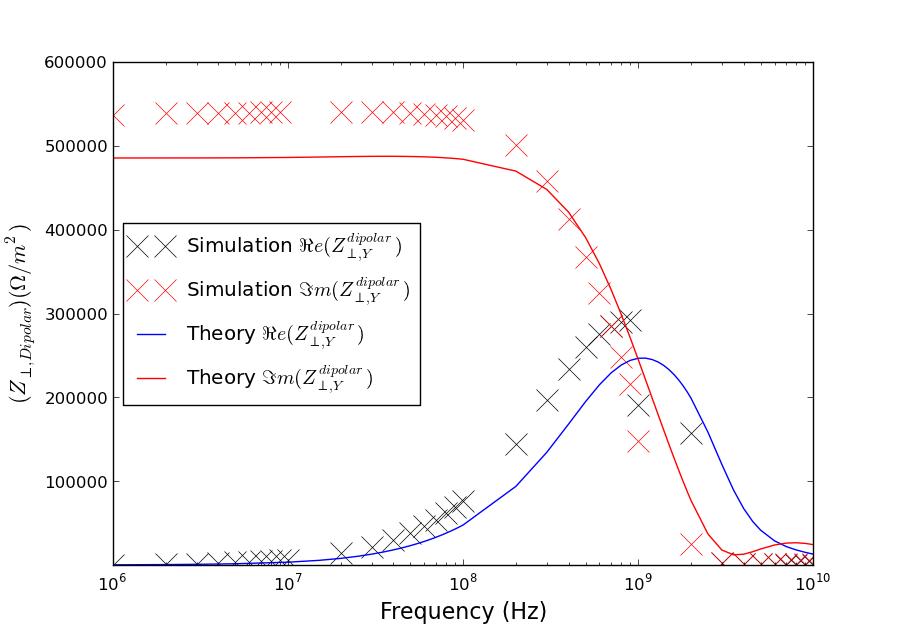 600000
500000
400000
300000
200000
100000
(Z⊥,Dipolar)(Ω/m²)
Simulation ℜe(Z⊥,Y^dipolar)
Simulation ℑm(Z⊥,Y^dipolar)
Theory ℜe(Z⊥,Y^dipolar)
Theory ℑm(Z⊥,Y^dipolar)
10⁶ 10⁷ 10⁸ 10⁹ 10¹⁰
Frequency (Hz)